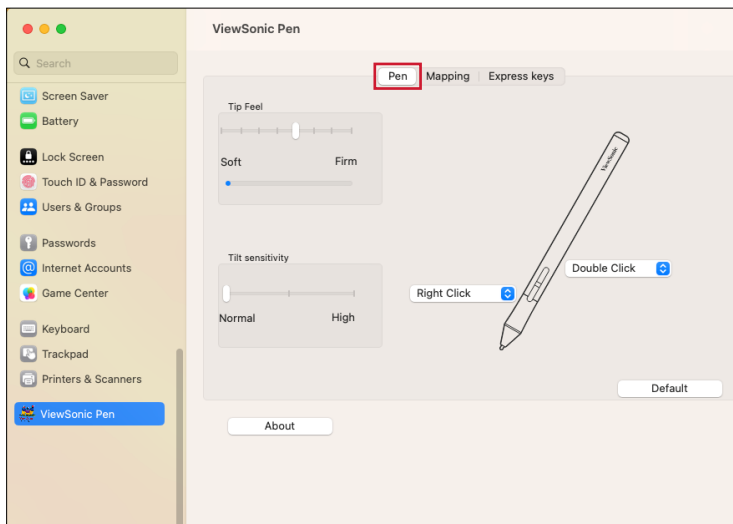 ViewSonic Pen
Search
Screen Saver
Battery
Lock Screen
Touch ID & Password
Users & Groups
Passwords
Internet Accounts
Game Center
Keyboard
Trackpad
Printers & Scanners
ViewSonic Pen
Pen Mapping Express keys
Tip Feel
Soft Firm
Tilt sensitivity
Normal High
ViewSonic
Double Click
Right Click
Default
About